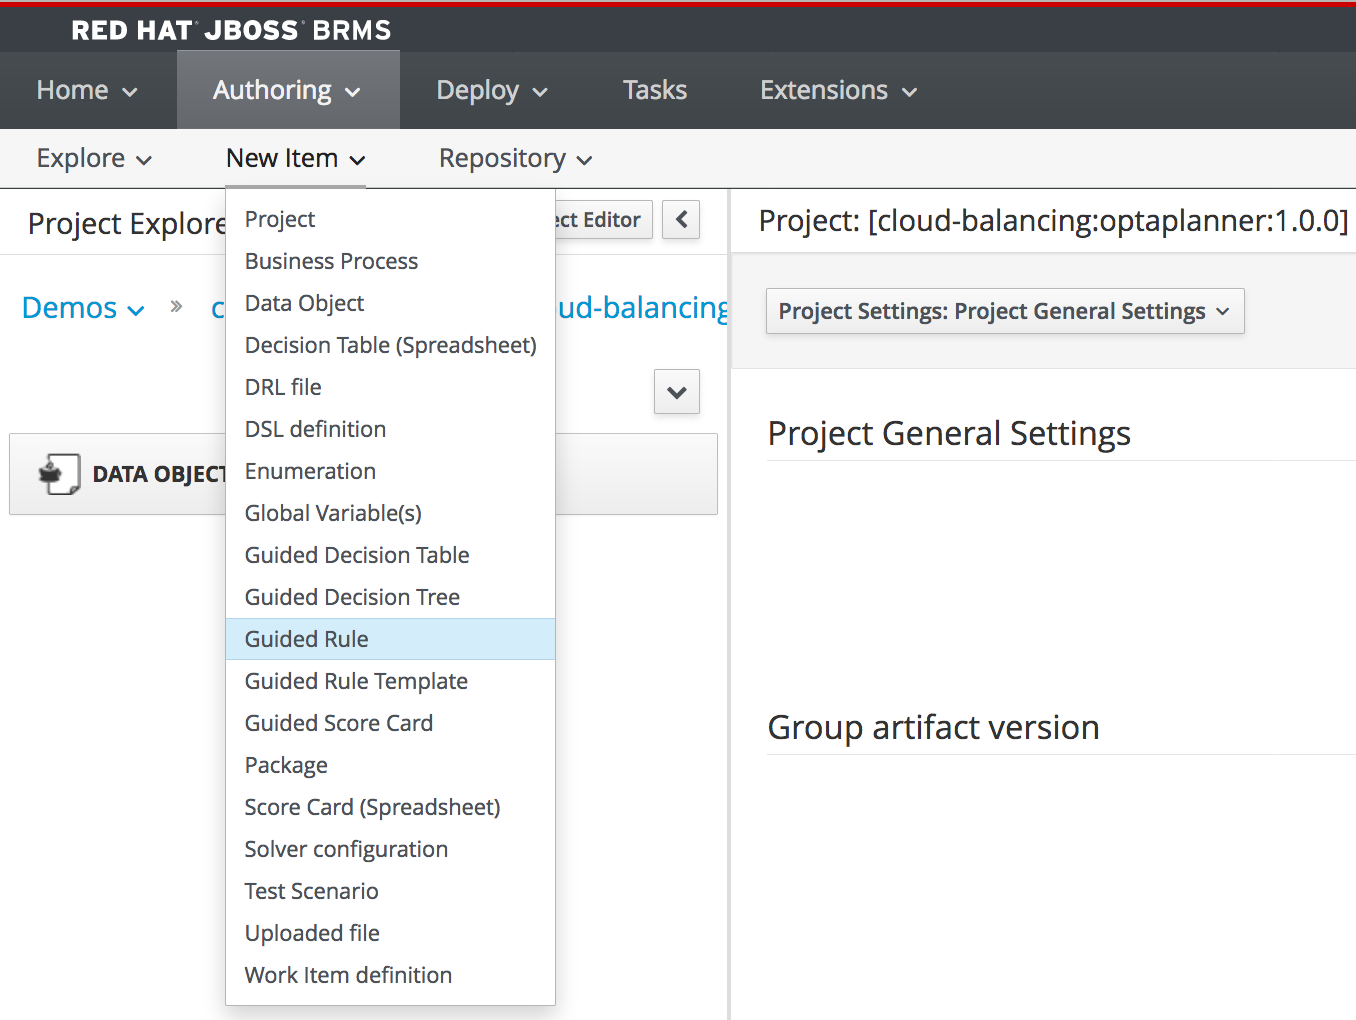 RED HAT® JBOSS® BRMS
Home
Authoring
Deploy
Tasks
Extensions
Explore
New Item
Repository
Project Explore
ct Editor
Demos
»
c
ud-balancing
DATA OBJECT
Project
Business Process
Data Object
Decision Table (Spreadsheet)
DRL file
DSL definition
Enumeration
Global Variable(s)
Guided Decision Table
Guided Decision Tree
Guided Rule
Guided Rule Template
Guided Score Card
Package
Score Card (Spreadsheet)
Solver configuration
Test Scenario
Uploaded file
Work Item definition
Project: [cloud-balancing:optaplanner:1.0.0]
Project Settings: Project General Settings
Project General Settings
Group artifact version